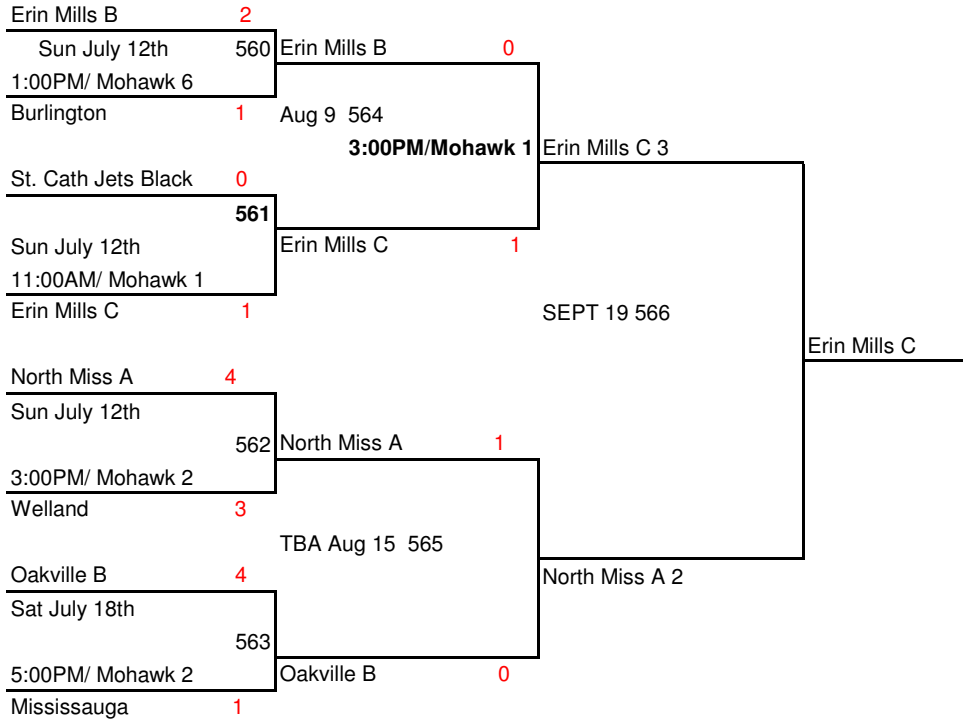 Erin Mills B 2
Sun July 12th 560
1:00PM/ Mohawk 6
Burlington 1
St. Cath Jets Black 0
561
Sun July 12th
11:00AM/ Mohawk 1
Erin Mills C 1
North Miss A 4
Sun July 12th
562
3:00PM/ Mohawk 2
Welland 3
Oakville B 4
Sat July 18th
563
5:00PM/ Mohawk 2
Mississauga 1
Erin Mills B 0
Aug 9 564
3:00PM/Mohawk 1
Erin Mills C 1
North Miss A 1
TBA Aug 15 565
Oakville B 0
Erin Mills C 3
SEPT 19 566
North Miss A 2
Erin Mills C